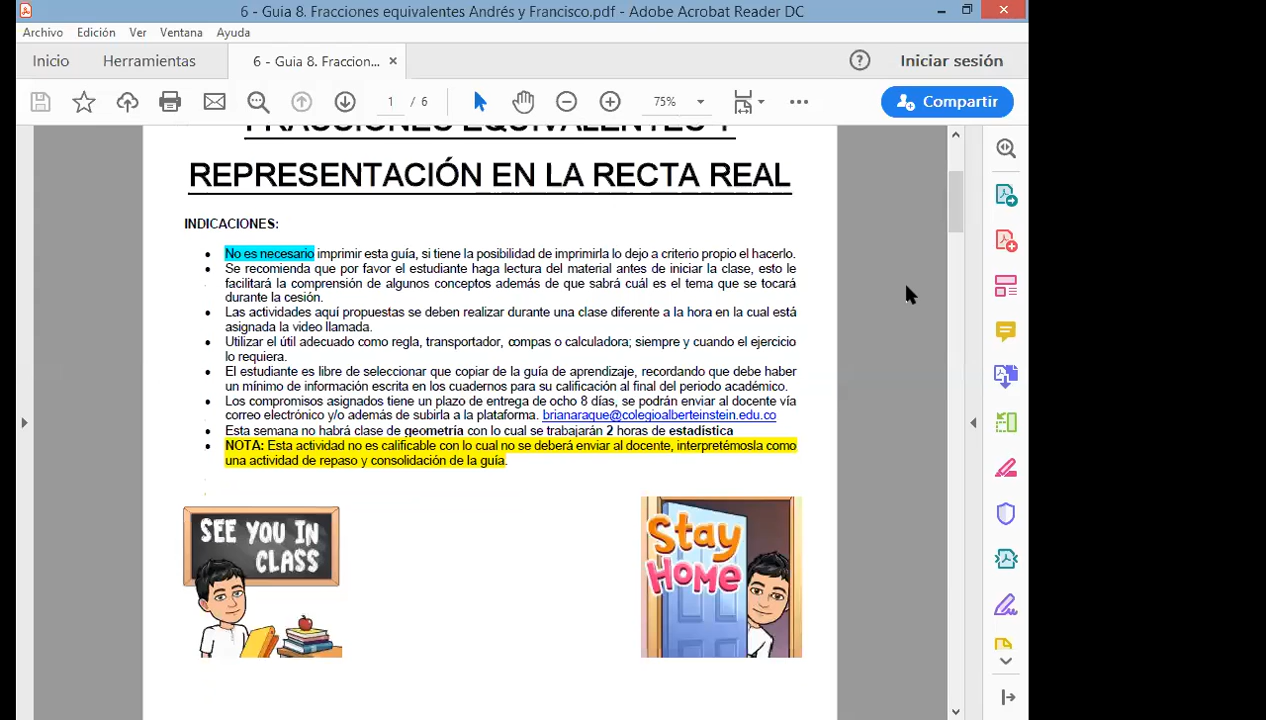 6 - Guia 8. Fracciones equivalentes Andrés y Francisco.pdf - Adobe Acrobat Reader DC
Archivo Edición Ver Ventana Ayuda
Inicio Herramientas 6 - Guia 8. Fraccion... × Iniciar sesión
1 / 6 75% Compartir
FRACCIONES EQUIVALENTES Y
REPRESENTACIÓN EN LA RECTA REAL
INDICACIONES:
• No es necesario imprimir esta guía, si tiene la posibilidad de imprimirla lo dejo a criterio propio el hacerlo.
• Se recomienda que por favor el estudiante haga lectura del material antes de iniciar la clase, esto le
facilitará la comprensión de algunos conceptos además de que sabrá cuál es el tema que se tocará
durante la cesión.
• Las actividades aquí propuestas se deben realizar durante una clase diferente a la hora en la cual está
asignada la video llamada.
• Utilizar el útil adecuado como regla, transportador, compas o calculadora; siempre y cuando el ejercicio
lo requiera.
• El estudiante es libre de seleccionar que copiar de la guía de aprendizaje, recordando que debe haber
un mínimo de información escrita en los cuadernos para su calificación al final del periodo académico.
• Los compromisos asignados tiene un plazo de entrega de ocho 8 días, se podrán enviar al docente vía
correo electrónico y/o además de subirla a la plataforma. brianaraque@colegioalberteinstein.edu.co
• Esta semana no habrá clase de geometría con lo cual se trabajarán 2 horas de estadística
• NOTA: Esta actividad no es calificable con lo cual no se deberá enviar al docente, interpretémosla como
una actividad de repaso y consolidación de la guía.
SEE YOU IN
CLASS
Stay
HOME